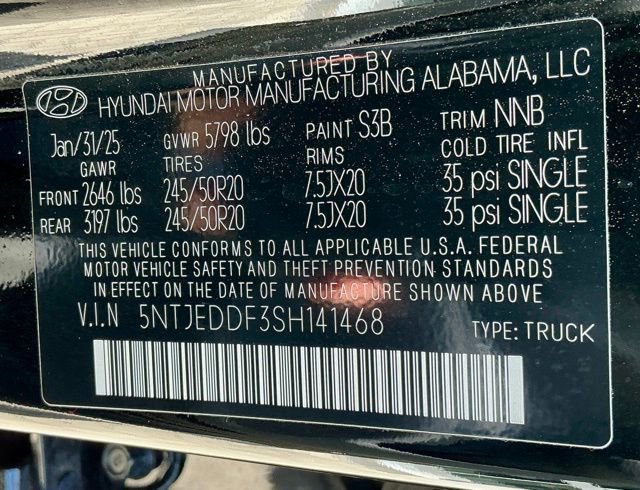 MANUFACTURED BY
HYUNDAI MOTOR MANUFACTURING ALABAMA, LLC
Jan/31/25 GVWR 5798 lbs PAINT S3B TRIM NNB
GAWR TIRES RIMS COLD TIRE INFL
FRONT 2646 lbs 245/50R20 7.5JX20 35 psi SINGLE
REAR 3197 lbs 245/50R20 7.5JX20 35 psi SINGLE
THIS VEHICLE CONFORMS TO ALL APPLICABLE U.S.A. FEDERAL
MOTOR VEHICLE SAFETY AND THEFT PREVENTION STANDARDS
IN EFFECT ON THE DATE OF MANUFACTURE SHOWN ABOVE
V.I.N 5NTJEDDF3SH141468 TYPE: TRUCK